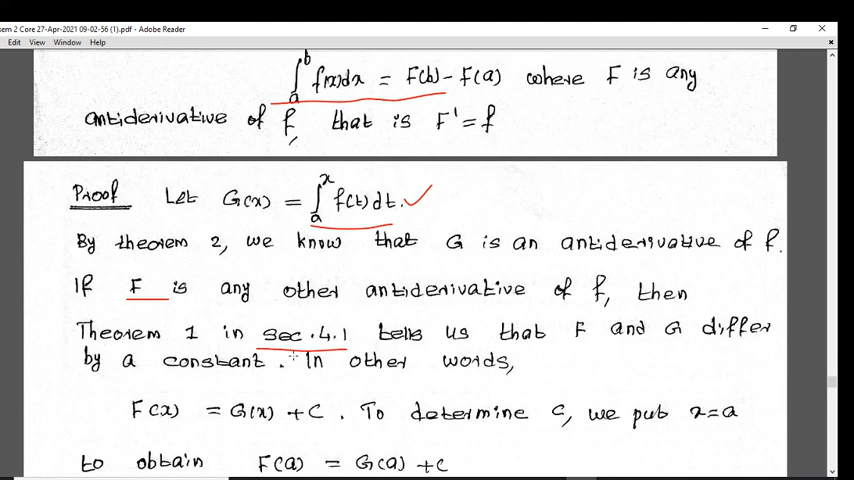 sem 2 Core 27-Apr-2021 09-02-56 (1).pdf - Adobe Reader
Edit View Window Help
∫ₐᵇ f(x)dx = F(b) - F(a) where F is any
antiderivative of f, that is F' = f
Proof Let G(x) = ∫ₐˣ f(t) dt. ✓
By theorem 2, we know that G is an antiderivative of f.
If F is any other antiderivative of f, then
Theorem 1 in sec. 4.1 tells us that F and G differ
by a constant. In other words,
F(x) = G(x) + C. To determine C, we put x=a
to obtain F(a) = G(a) + C